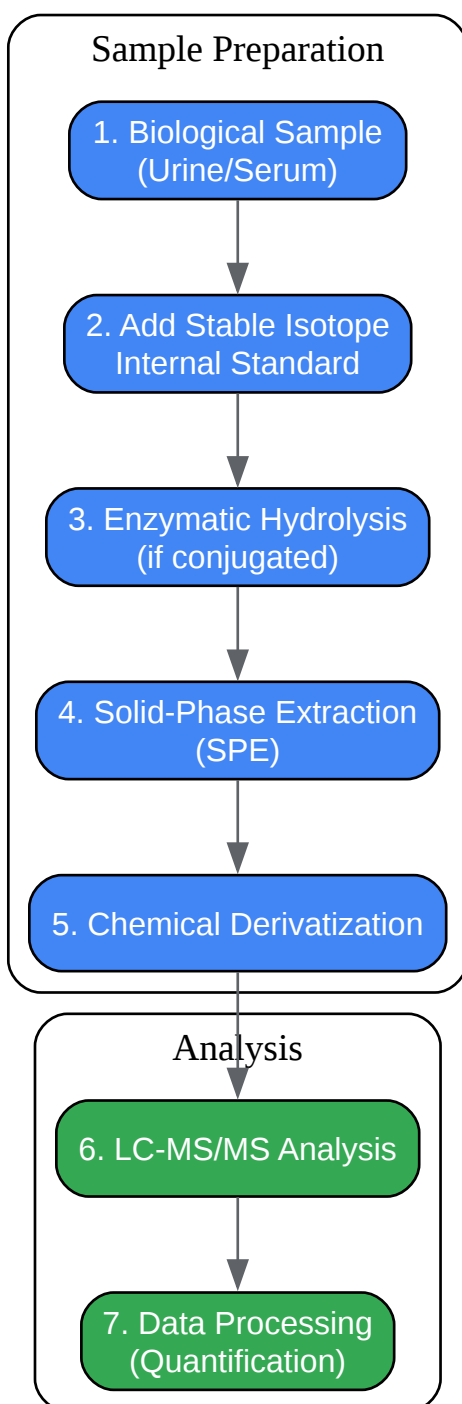 Sample Preparation
1. Biological Sample
(Urine/Serum)
2. Add Stable Isotope
Internal Standard
3. Enzymatic Hydrolysis
(if conjugated)
4. Solid-Phase Extraction
(SPE)
5. Chemical Derivatization
Analysis
6. LC-MS/MS Analysis
7. Data Processing
(Quantification)